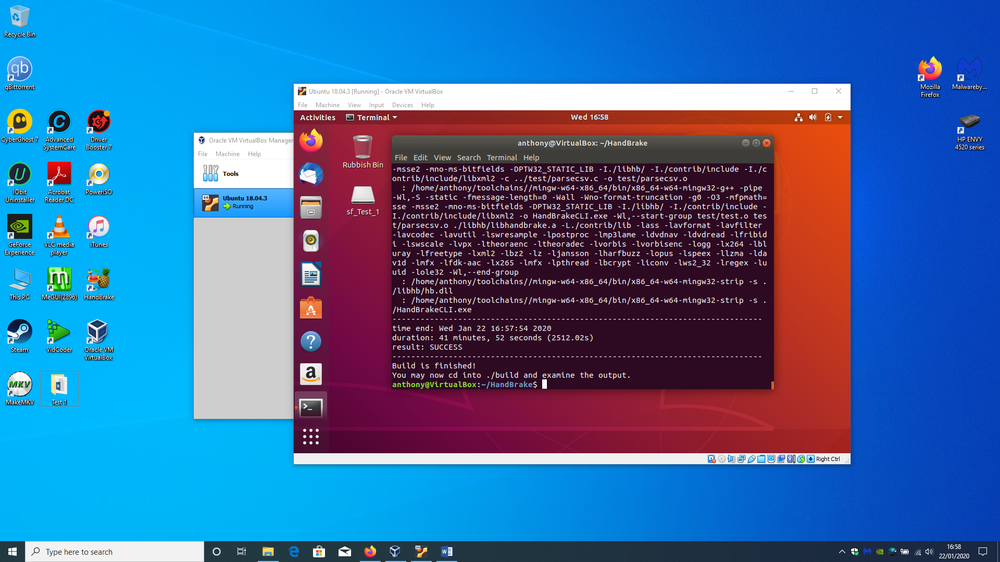 Recycle Bin
qBittorrent
CyberGhost 7
Advanced
SystemCare
Driver
Booster 7
IObit
Uninstaller
Acrobat
Reader DC
PowerISO
GeForce
Experience
VLC media
player
iTunes
This PC
MeGUI(2896)
HandBrake
Steam
VidCoder
Oracle VM
VirtualBox
MakeMKV
Test 1
Mozilla
Firefox
Malwareby...
HP ENVY
4520 series
Oracle VM VirtualBox Manager
File Machine Help
Tools
64
Ubuntu 18.04.3
Running
Ubuntu 18.04.3 [Running] - Oracle VM VirtualBox
File Machine View Input Devices Help
Activities Terminal Wed 16:58
Rubbish Bin
sf_Test_1
anthony@VirtualBox: ~/HandBrake
File Edit View Search Terminal Help
-msse2 -mno-ms-bitfields -DPTW32_STATIC_LIB -I./libhb/ -I./contrib/include -I./c
ontrib/include/libxml2 -c ../test/parsecsv.c -o test/parsecsv.o
: /home/anthony/toolchains//mingw-w64-x86_64/bin/x86_64-w64-mingw32-g++ -pipe
-Wl,-S -static -fmessage-length=0 -Wall -Wno-format-truncation -g0 -O3 -mfpmath=
sse -msse2 -mno-ms-bitfields -DPTW32_STATIC_LIB -I./libhb/ -I./contrib/include -
I./contrib/include/libxml2 -o HandBrakeCLI.exe -Wl,--start-group test/test.o tes
t/parsecsv.o ./libhb/libhandbrake.a -L./contrib/lib -lass -lavformat -lavfilter
-lavcodec -lavutil -lswresample -lpostproc -lmp3lame -ldvdnav -ldvdread -lfribid
i -lswscale -lvpx -ltheoraenc -ltheoradec -lvorbis -lvorbisenc -logg -lx264 -lbl
uray -lfreetype -lxml2 -lbz2 -lz -ljansson -lharfbuzz -lopus -lspeex -llzma -lda
v1d -lmfx -lfdk-aac -lx265 -lmfx -lpthread -lbcrypt -liconv -lws2_32 -lregex -lu
uid -lole32 -Wl,--end-group
: /home/anthony/toolchains//mingw-w64-x86_64/bin/x86_64-w64-mingw32-strip -s .
/libhb/hb.dll
: /home/anthony/toolchains//mingw-w64-x86_64/bin/x86_64-w64-mingw32-strip -s .
/HandBrakeCLI.exe
-------------------------------------------------------------------------------
time end: Wed Jan 22 16:57:54 2020
duration: 41 minutes, 52 seconds (2512.02s)
result: SUCCESS
-------------------------------------------------------------------------------
Build is finished!
You may now cd into ./build and examine the output.
anthony@VirtualBox:~/HandBrake$
Right Ctrl
Type here to search
16:58
22/01/2020